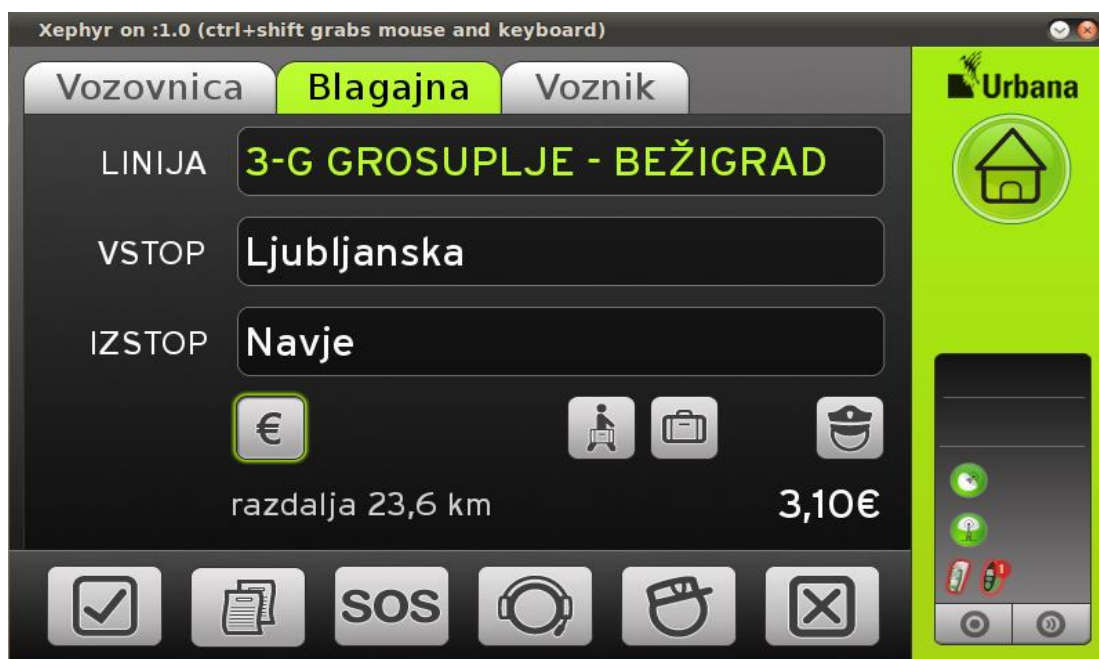 Xephyr on :1.0 (ctrl+shift grabs mouse and keyboard)
Vozovnica Blagajna Voznik
Urbana
LINIJA 3-G GROSUPLJE - BEŽIGRAD
VSTOP Ljubljanska
IZSTOP Navje
€
razdalja 23,6 km 3,10€
1
SOS